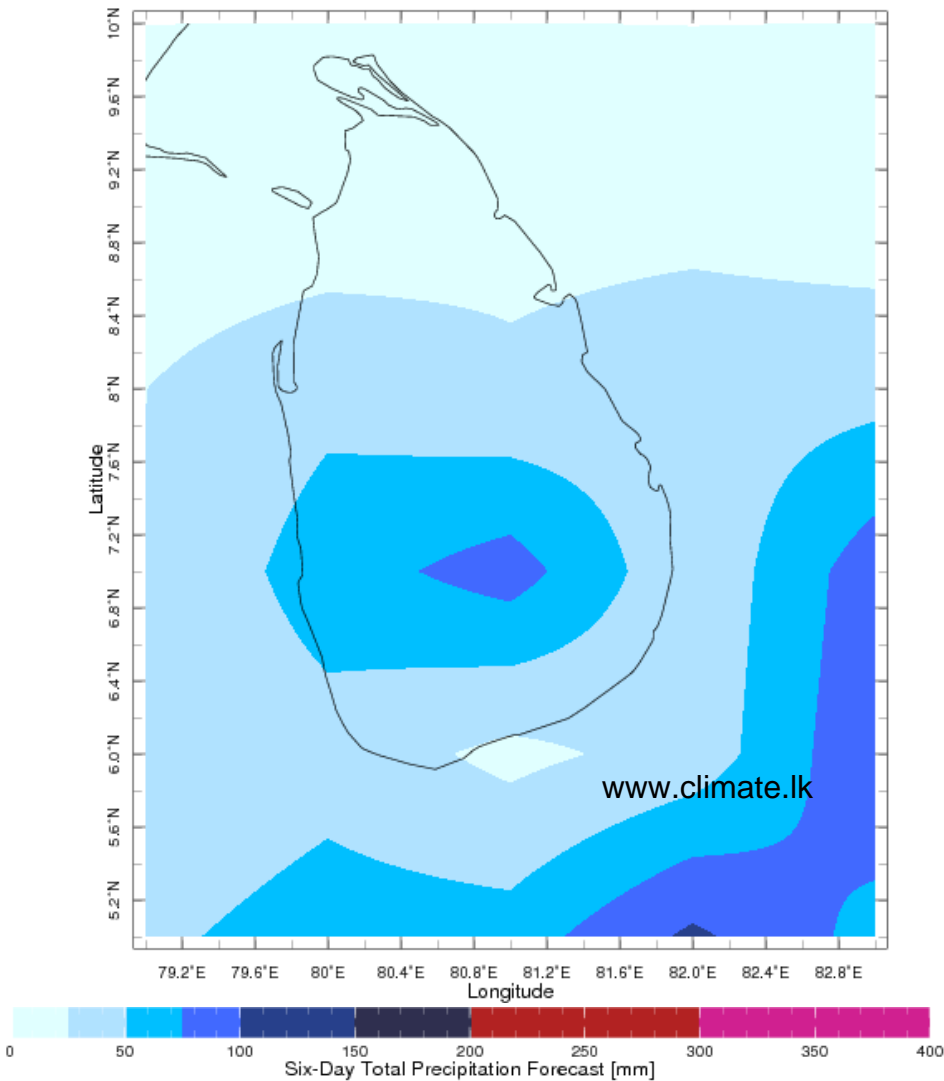 10°N
9.6°N
9.2°N
8.8°N
8.4°N
8°N
7.6°N
7.2°N
6.8°N
6.4°N
6.0°N
5.6°N
5.2°N
Latitude
www.climate.lk
79.2°E 79.6°E 80°E 80.4°E 80.8°E 81.2°E 81.6°E 82.0°E 82.4°E 82.8°E
Longitude
0 50 100 150 200 250 300 350 400
Six-Day Total Precipitation Forecast [mm]